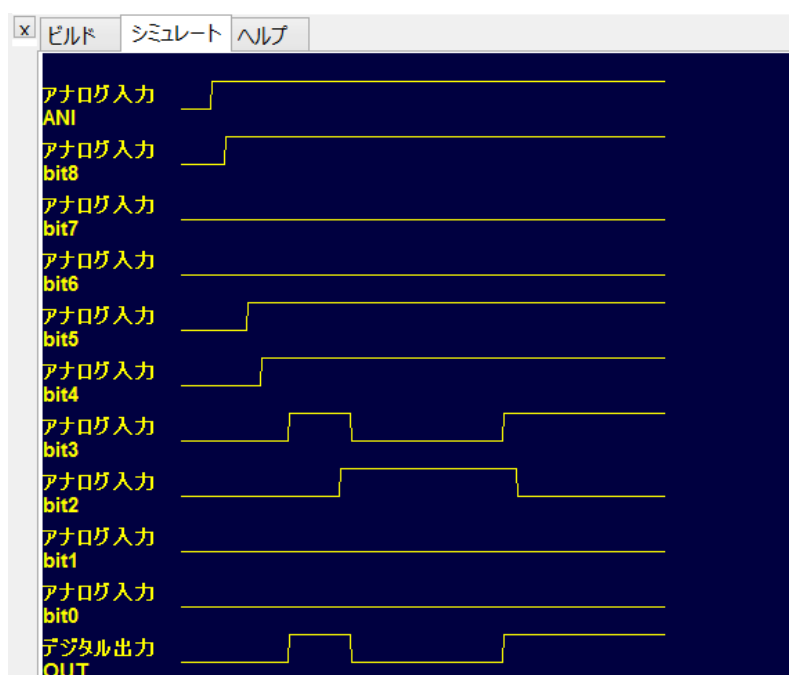 x ビルド シミュレート ヘルプ
アナログ入力
ANI
アナログ入力
bit8
アナログ入力
bit7
アナログ入力
bit6
アナログ入力
bit5
アナログ入力
bit4
アナログ入力
bit3
アナログ入力
bit2
アナログ入力
bit1
アナログ入力
bit0
デジタル出力
OUT